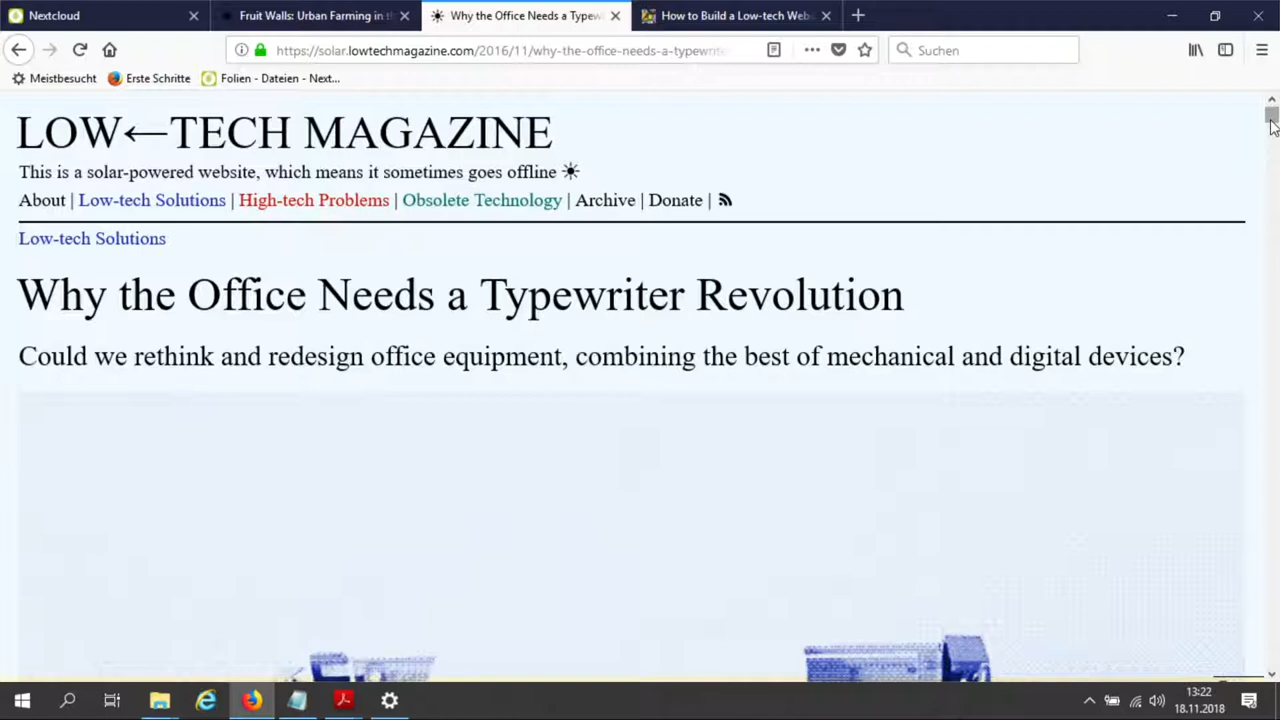 Nextcloud
Fruit Walls: Urban Farming in t
Why the Office Needs a Typew
How to Build a Low-tech Web
https://solar.lowtechmagazine.com/2016/11/why-the-office-needs-a-typewrite
Suchen
Meistbesucht
Erste Schritte
Folien - Dateien - Next...
LOW←TECH MAGAZINE
This is a solar-powered website, which means it sometimes goes offline ☀
About | Low-tech Solutions | High-tech Problems | Obsolete Technology | Archive | Donate |
Low-tech Solutions
Why the Office Needs a Typewriter Revolution
Could we rethink and redesign office equipment, combining the best of mechanical and digital devices?
13:22
18.11.2018